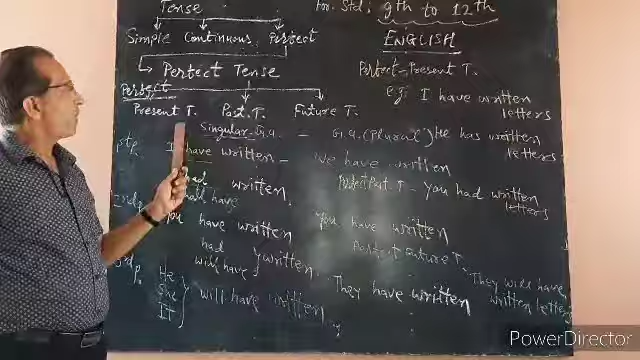 Tense
for. Std; 9th to 12th
Simple Continuous Perfect
ENGLISH
Perfect Tense
Perfect-Present T.
Perfect
Present T. Past. T. Future T.
e.g; I have written letters
Singular - (Plural) He has written letters.
I have written - We have written
had written.
shall have
Perfect Past. T - You had written letters
You have written
You have written
had
will have } written.
Perfect Future T.
He
She
IT } will have written
They have written
They will have written letters
PowerDirector